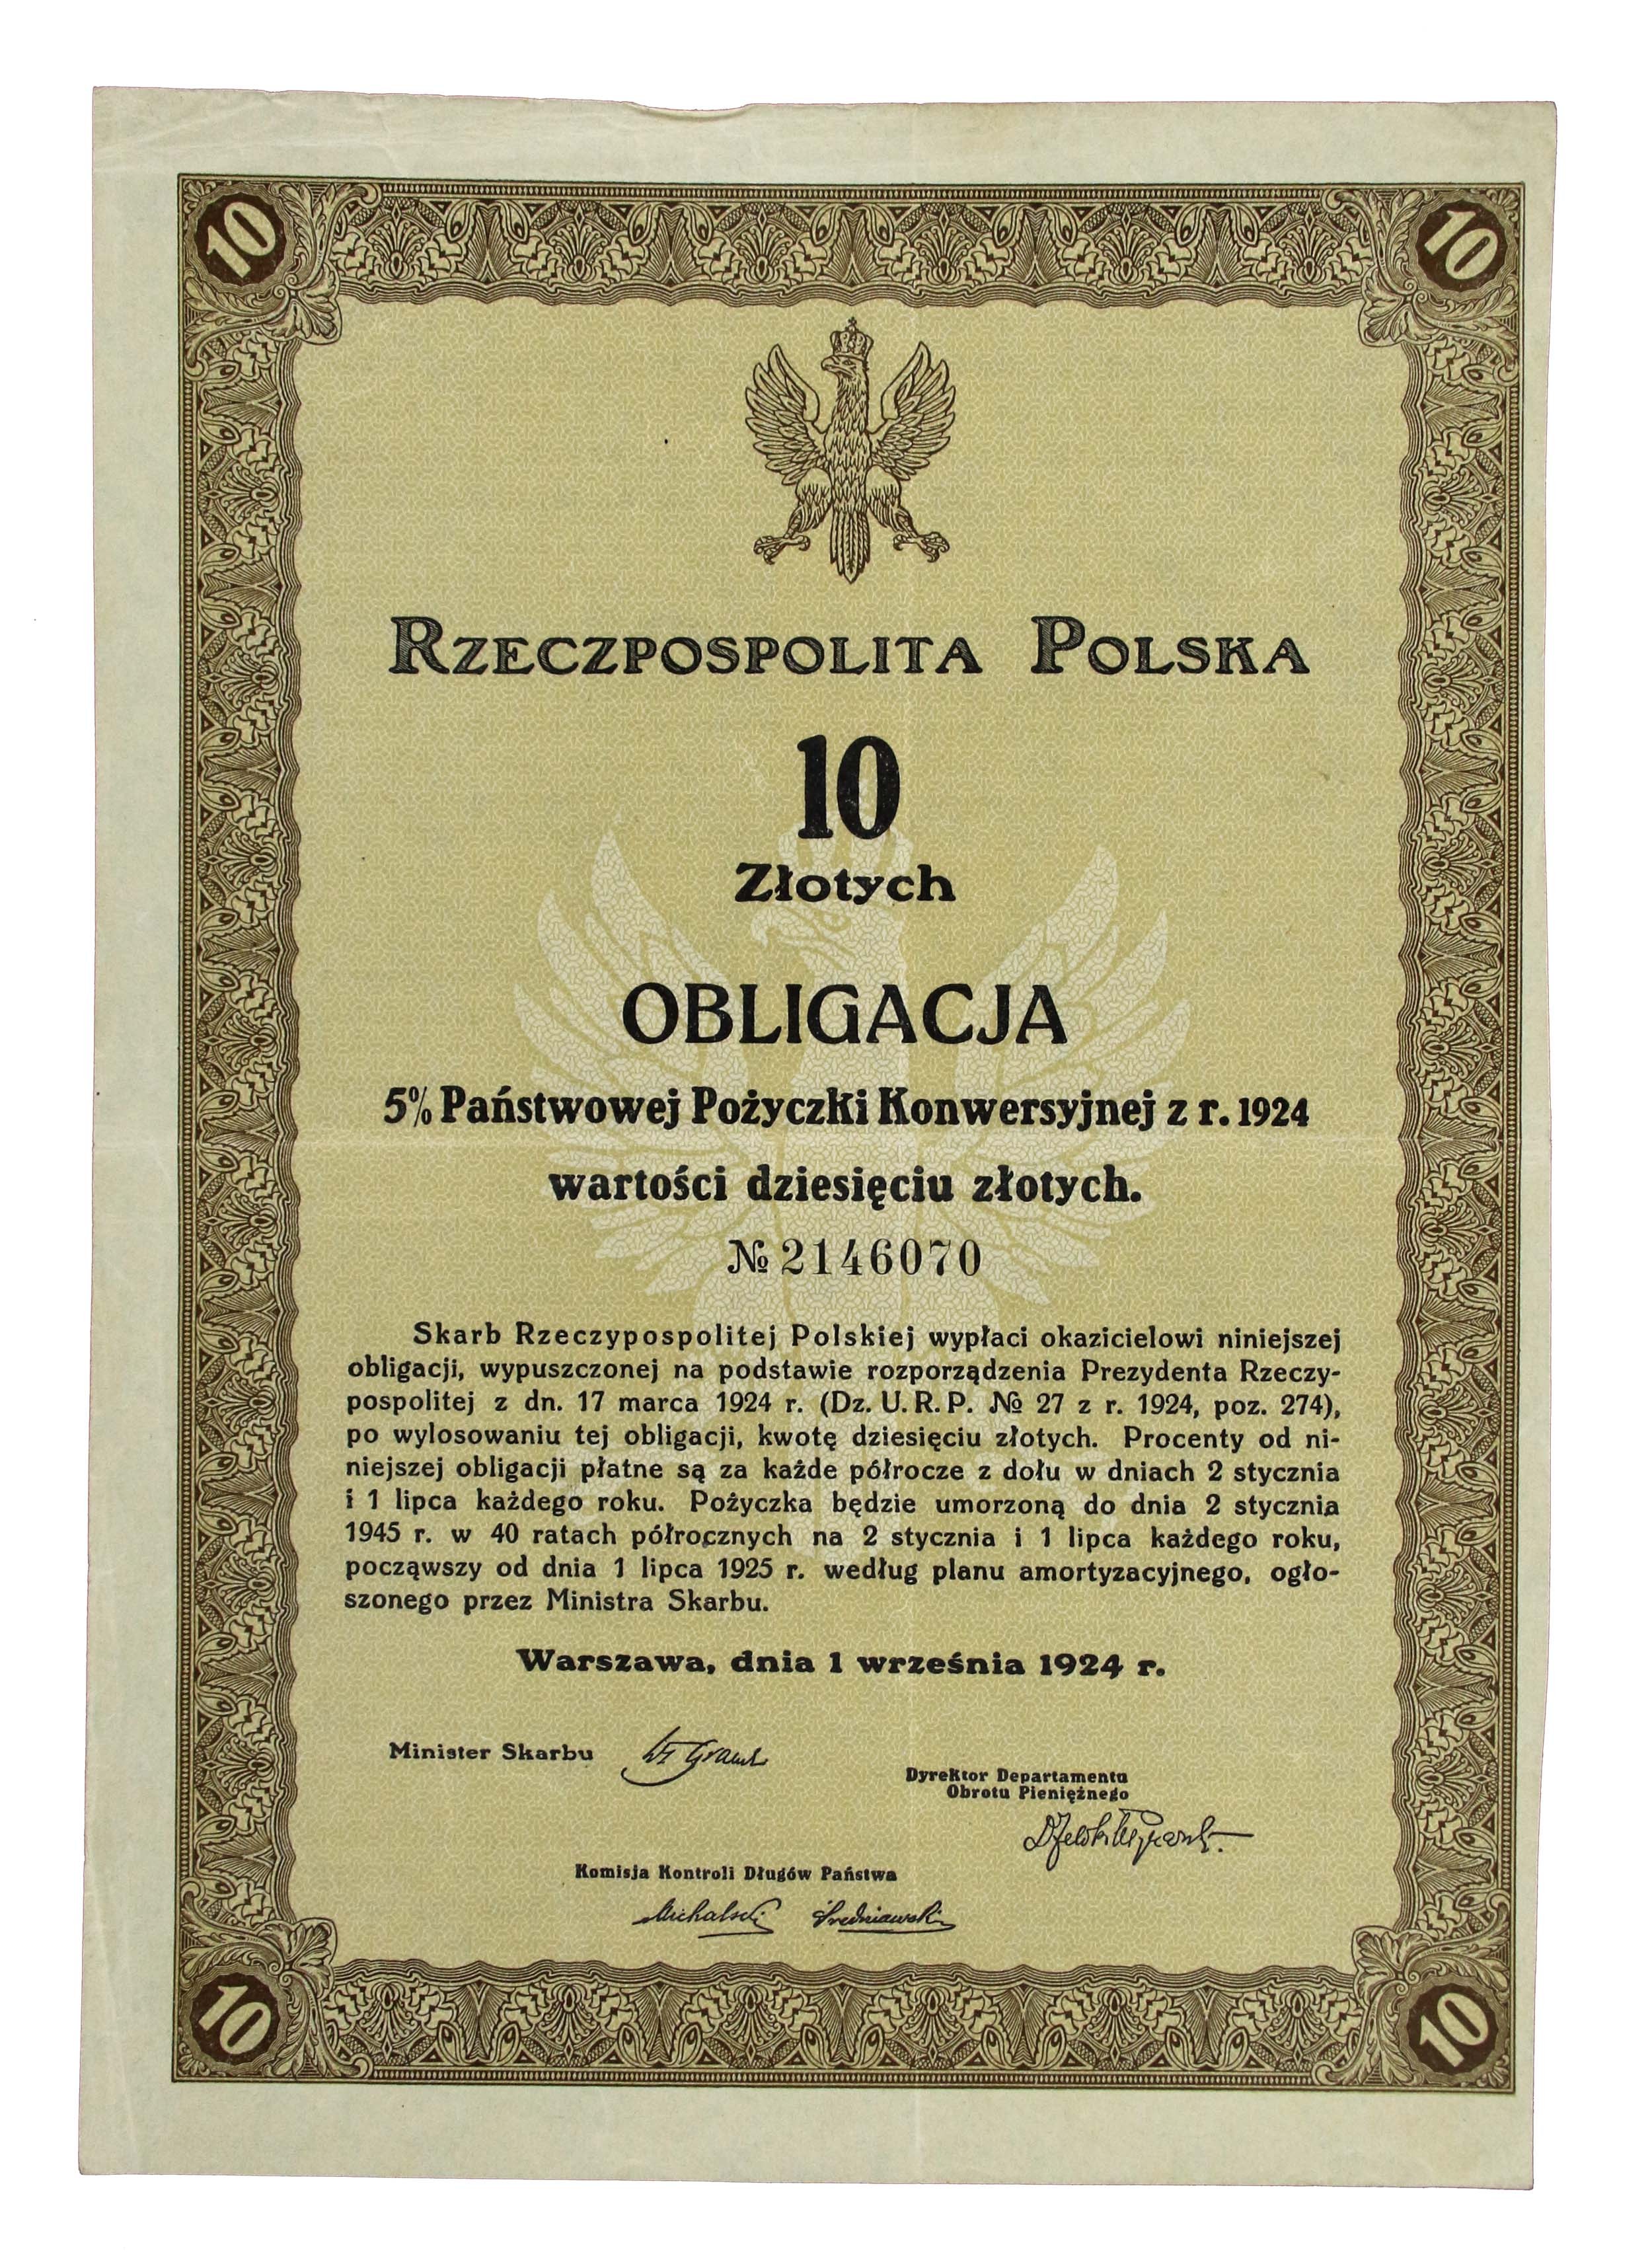 10 10
RZECZPOSPOLITA POLSKA
10
Złotych
OBLIGACJA
5% Państwowej Pożyczki Konwersyjnej z r. 1924
wartości dziesięciu złotych.
№ 2146070
Skarb Rzeczypospolitej Polskiej wypłaci okazicielowi niniejszej
obligacji, wypuszczonej na podstawie rozporządzenia Prezydenta Rzeczy-
pospolitej z dn. 17 marca 1924 r. (Dz. U. R. P. № 27 z r. 1924, poz. 274),
po wylosowaniu tej obligacji, kwotę dziesięciu złotych. Procenty od ni-
niejszej obligacji płatne są za każde półrocze z dołu w dniach 2 stycznia
i 1 lipca każdego roku. Pożyczka będzie umorzoną do dnia 2 stycznia
1945 r. w 40 ratach półrocznych na 2 stycznia i 1 lipca każdego roku,
począwszy od dnia 1 lipca 1925 r. według planu amortyzacyjnego, ogło-
szonego przez Ministra Skarbu.
Warszawa, dnia 1 września 1924 r.
Minister Skarbu
Dyrektor Departamentu
Obrotu Pieniężnego
Komisja Kontroli Długów Państwa
Michalski Średniawski
10 10